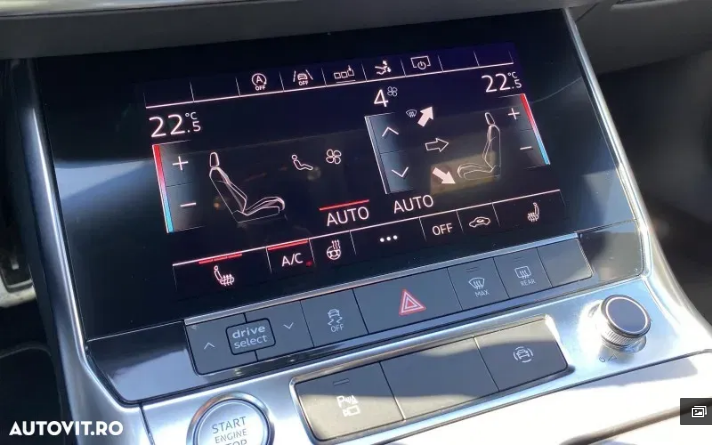 OFF
OFF
22.5 °C
4
22.5 °C
+
−
+
−
AUTO
AUTO
A/C
...
OFF
drive
select
OFF
MAX
REAR
START
ENGINE
STOP
AUTOVIT.RO